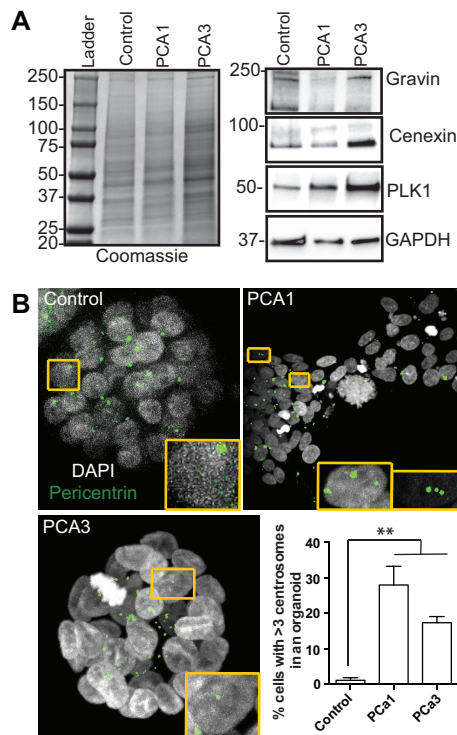 A
Ladder
Control
PCA1
PCA3
250
150
100
75
50
37
25
20
Coomassie
Control
PCA1
PCA3
250
Gravin
100
Cenexin
50
PLK1
37
GAPDH
B
Control
DAPI
Pericentrin
PCA1
PCA3
% cells with >3 centrosomes
in an organoid
40
30
20
10
0
**
Control
PCa1
PCa3